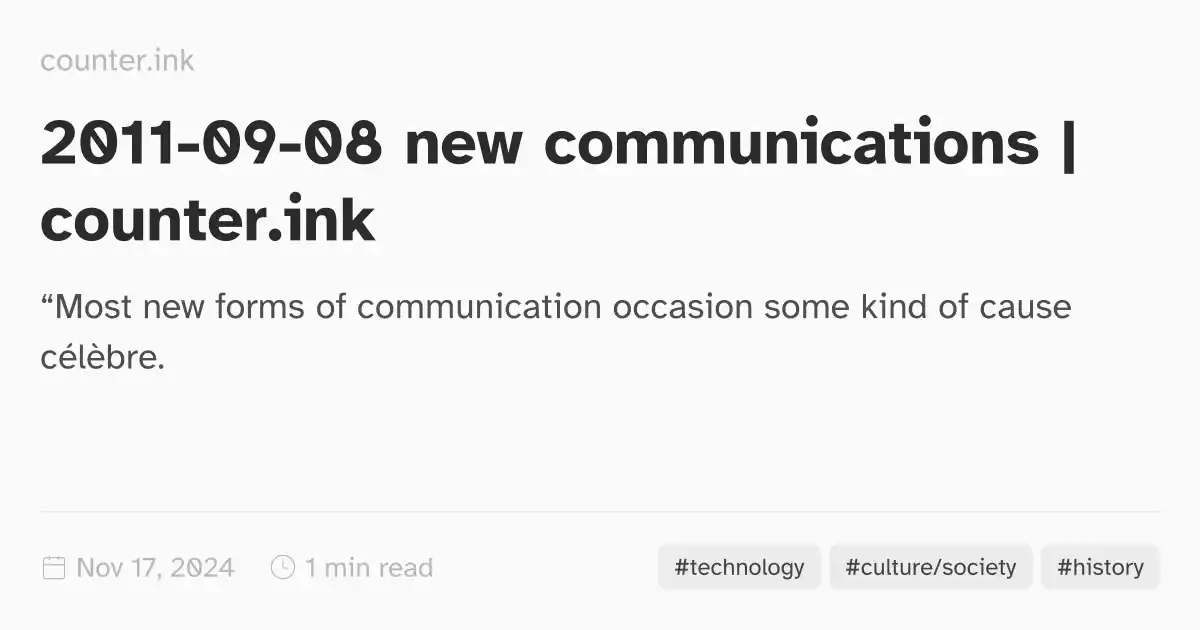 counter.ink
2011-09-08 new communications |
counter.ink
“Most new forms of communication occasion some kind of cause
célèbre.
Nov 17, 2024 1 min read #technology #culture/society #history